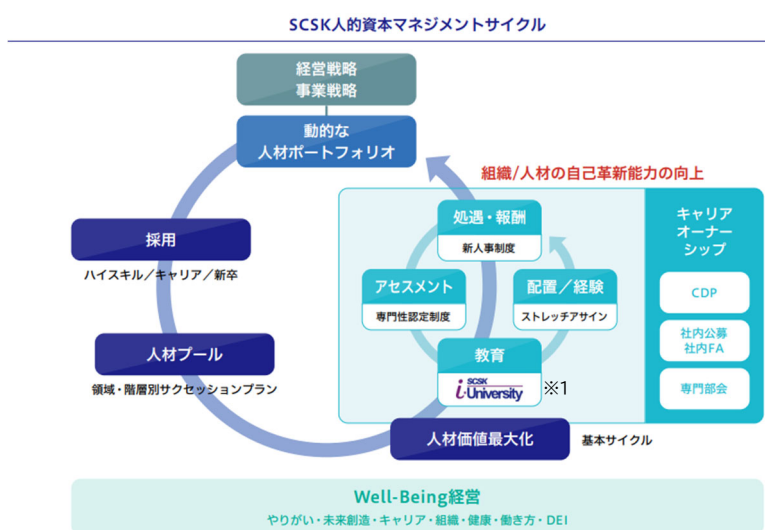 SCSK人的資本マネジメントサイクル
経営戦略
事業戦略
動的な
人材ポートフォリオ
組織/人材の自己革新能力の向上
採用
ハイスキル／キャリア／新卒
人材プール
領域・階層別サクセッションプラン
処遇・報酬
新人事制度
アセスメント
専門性認定制度
配置／経験
ストレッチアサイン
教育
SCSK
i-University
※1
人材価値最大化
基本サイクル
キャリア
オーナー
シップ
CDP
社内公募
社内FA
専門部会
Well-Being経営
やりがい・未来創造・キャリア・組織・健康・働き方・DEI